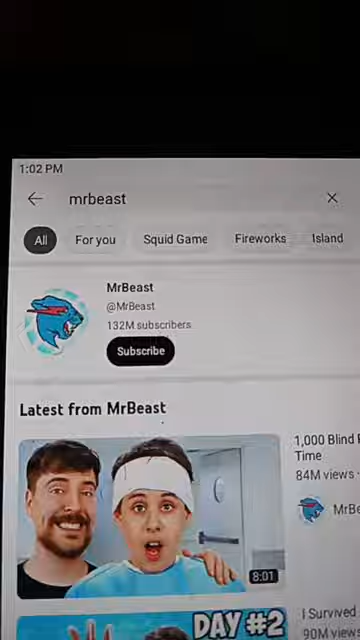 1:02 PM
mrbeast
All
For you
Squid Game
Fireworks
Island
MrBeast
@MrBeast
132M subscribers
Subscribe
Latest from MrBeast
1,000 Blind
Time
84M views
8:01
DAY #2
I Survived
90M views